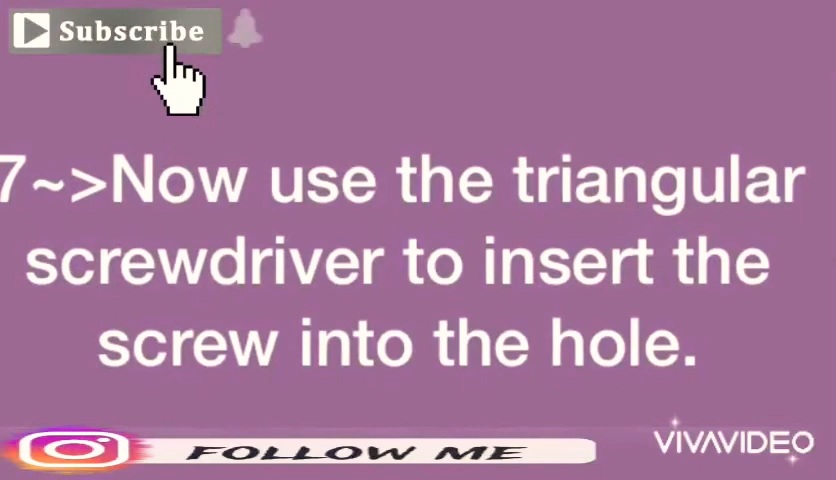 Subscribe
7~>Now use the triangular
screwdriver to insert the
screw into the hole.
FOLLOW ME
VIVAVIDEO